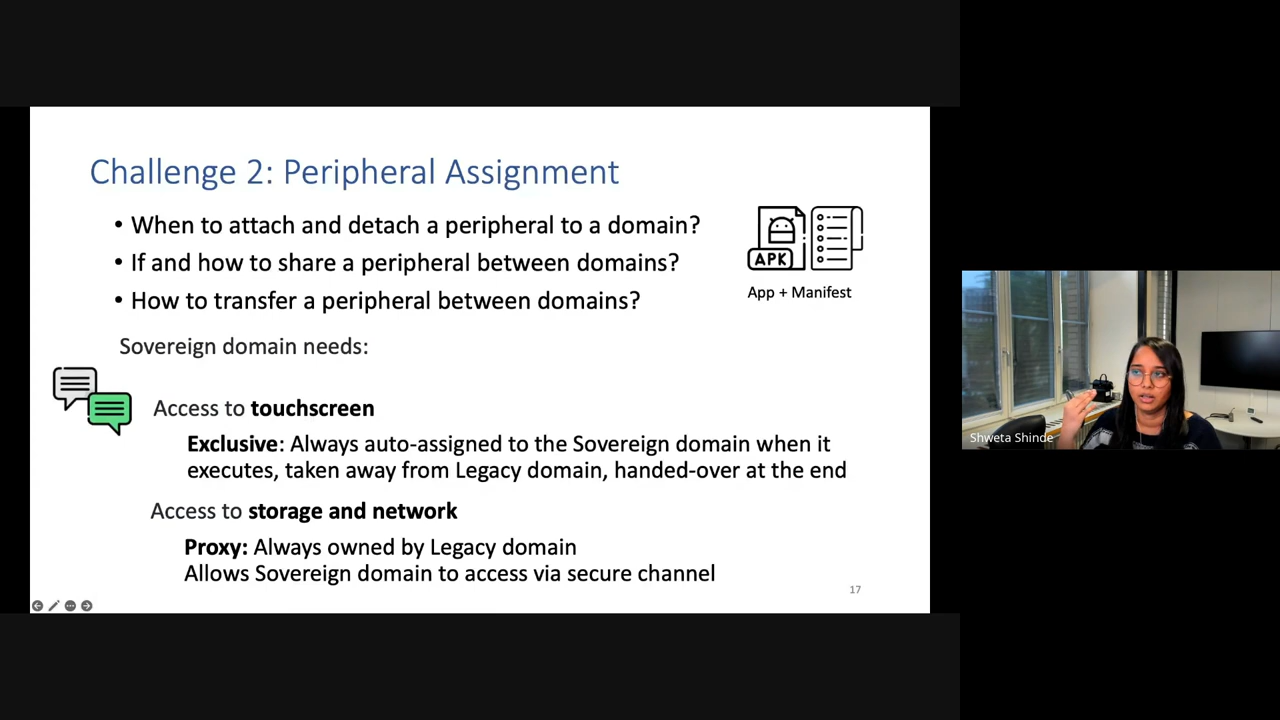 Challenge 2: Peripheral Assignment
• When to attach and detach a peripheral to a domain?
• If and how to share a peripheral between domains?
• How to transfer a peripheral between domains?
APK
App + Manifest
Sovereign domain needs:
Access to touchscreen
Exclusive: Always auto-assigned to the Sovereign domain when it
executes, taken away from Legacy domain, handed-over at the end
Access to storage and network
Proxy: Always owned by Legacy domain
Allows Sovereign domain to access via secure channel
17
Shweta Shinde